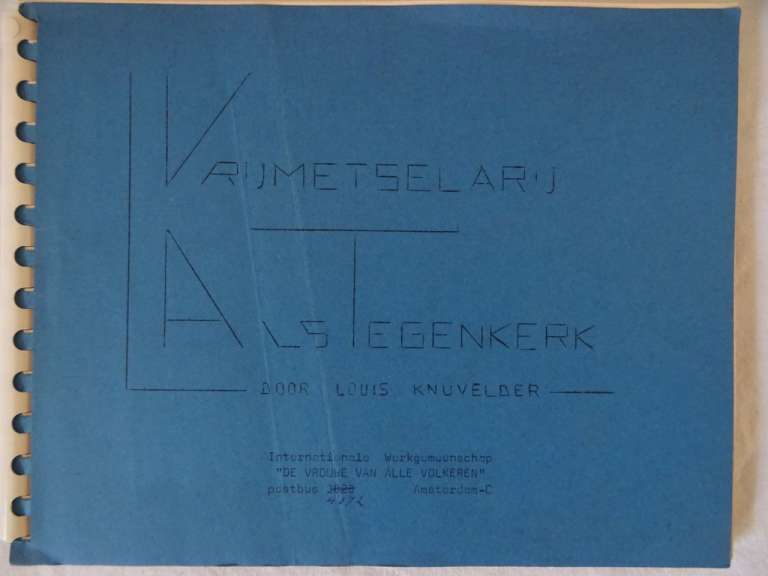 VRIJMETSELARIJ
ALS TEGENKERK
DOOR LOUIS KNUVELDER
Internationale Werkgemeenschap
"DE VROUWE VAN ALLE VOLKEREN"
postbus Amsterdam-C